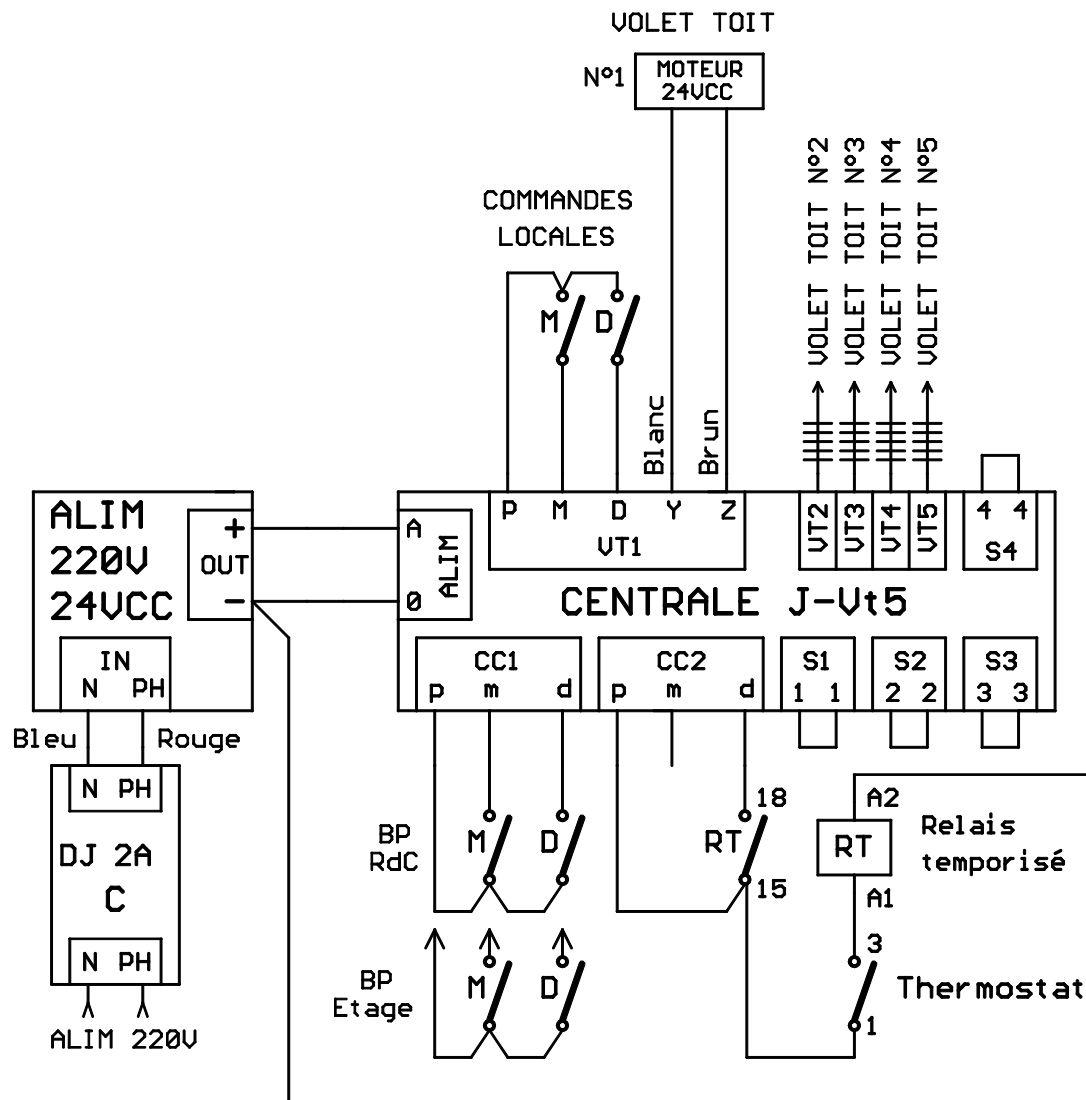 VOLET TOIT
N°1
MOTEUR
24VCC
COMMANDES
LOCALES
M
D
Blanc
Brun
VOLET TOIT N°2
VOLET TOIT N°3
VOLET TOIT N°4
VOLET TOIT N°5
ALIM
220V
24VCC
+
OUT
-
IN
N PH
A
0
ALIM
P M D Y Z
VT1
VT2
VT3
VT4
VT5
4 4
S4
CENTRALE J-Vt5
CC1
p m d
CC2
p m d
S1
1 1
S2
2 2
S3
3 3
Bleu
Rouge
N PH
DJ 2A
C
N PH
ALIM 220V
BP
RdC
M
D
BP
Etage
M
D
18
RT
15
A2
RT
A1
Relais
temporisé
3
Thermostat
1